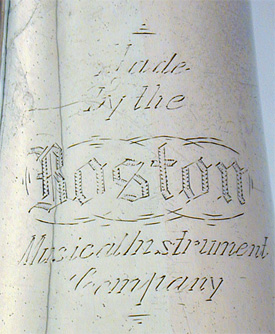 Made
by the
Boston
Musical Instrument
Company